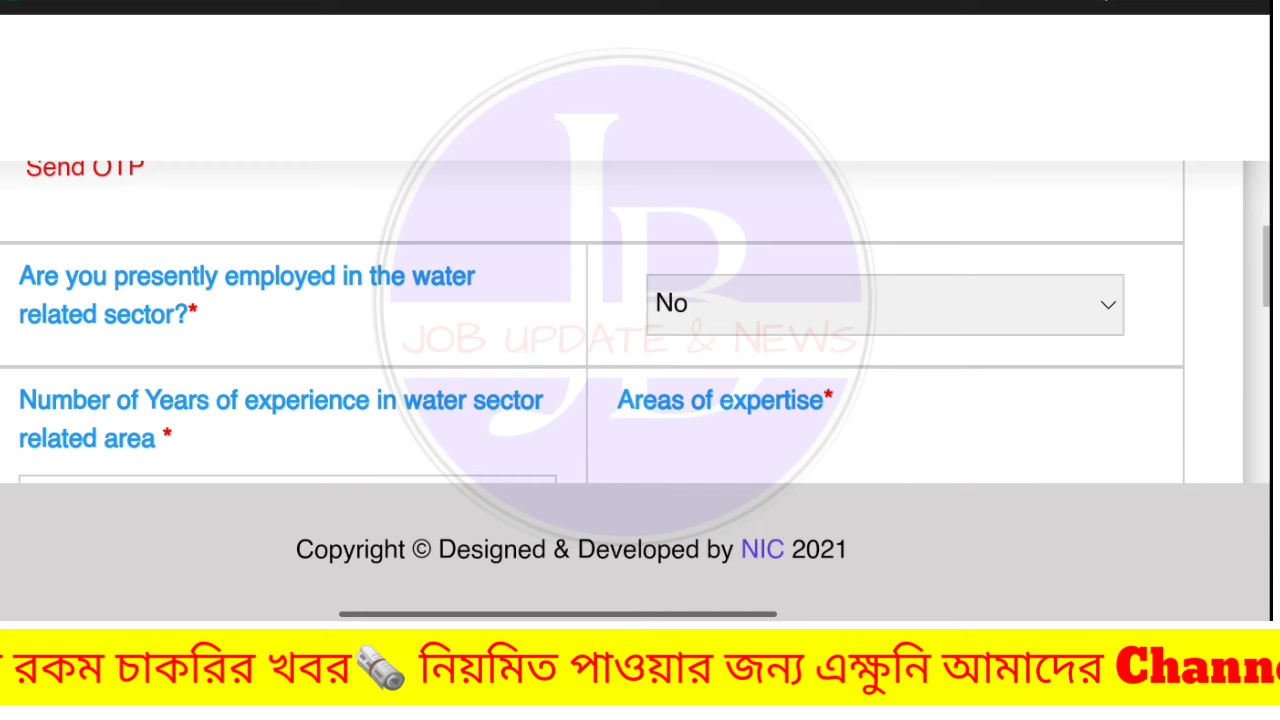 Send OTP
Are you presently employed in the water
related sector?*
No
Number of Years of experience in water sector
related area *
Areas of expertise*
JB
JOB UPDATE & NEWS
Copyright © Designed & Developed by NIC 2021
রকম চাকরির খবর🗞️ নিয়মিত পাওয়ার জন্য এক্ষুনি আমাদের